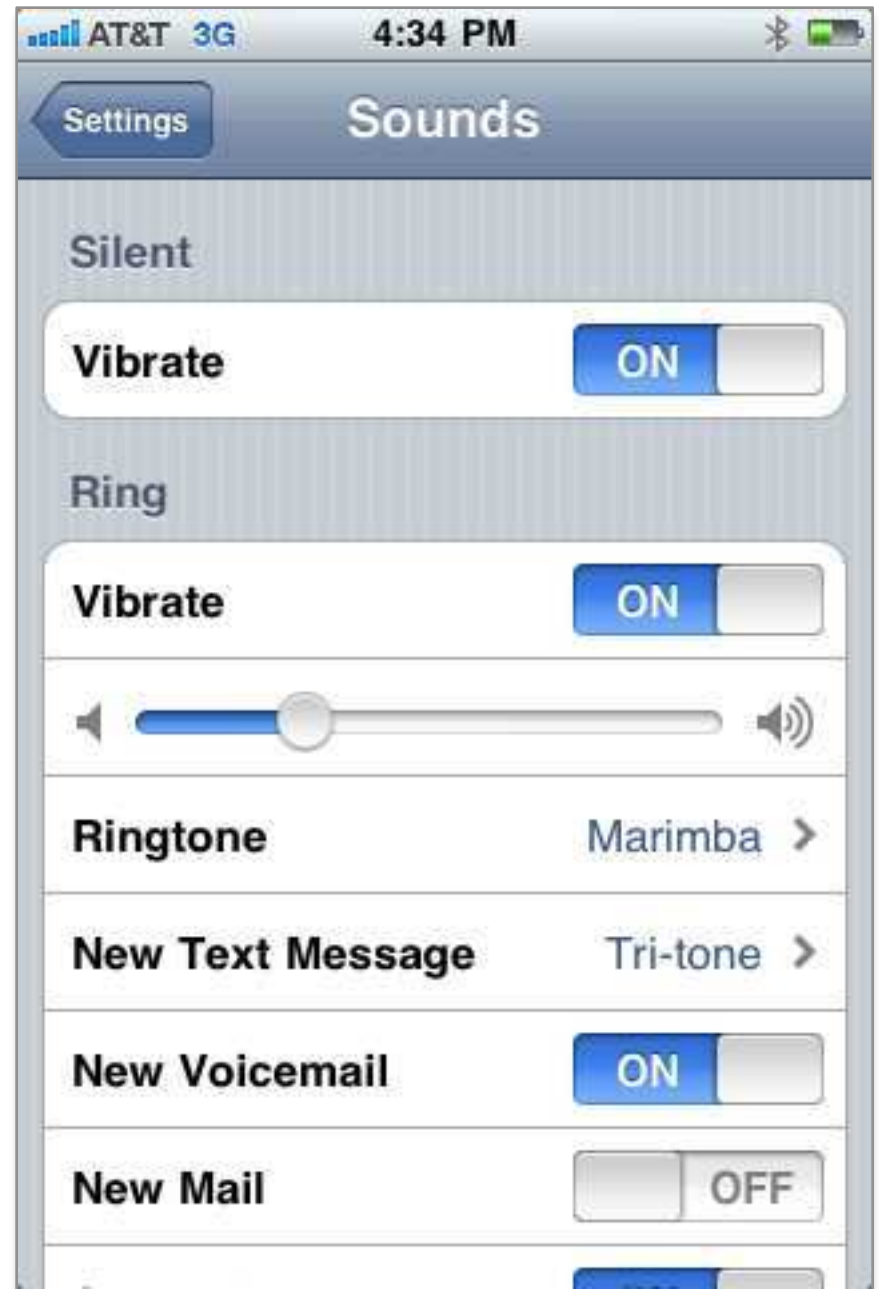 AT&T 3G 4:34 PM
Settings Sounds
Silent
Vibrate ON
Ring
Vibrate ON
Ringtone Marimba
New Text Message Tri-tone
New Voicemail ON
New Mail OFF